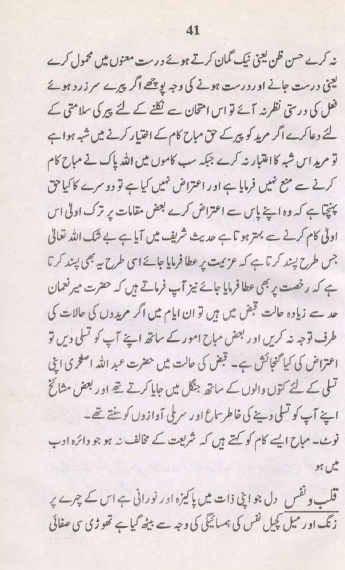 41
نہ کرے حسن ظن یعنی نیک گمان کرتے ہوئے درست معنوں میں محمول کرے
یعنی درست جانے اور درست ہونے کی وجہ پوچھے اگر پیر سے سرزرد ہوئے
فعل کی درستی نظر نہ آئے تو اس امتحان سے نکلنے کے لئے پیر کی سلامتی کے
لئے دعا کرے اگر مرید کو پیر کے حق مباح کام کے اختیار کرنے میں شبہ ہوا ہے
تو مرید اس شبہ کا اعتبار نہ کرے جبکہ سب کاموں میں اللہ پاک نے مباح کام
کرنے سے منع نہیں فرمایا ہے اور اعتراض نہیں کیا ہے تو دوسرے کا کیا حق
پہنچتا ہے کہ وہ اپنے پاس سے اعتراض کرے بعض مقامات پر ترک اولیٰ اس
اولیٰ کام کرنے سے بہتر ہوتا ہے حدیث شریف میں آیا ہے بے شک اللہ تعالیٰ
جس طرح پسند کرتا ہے کہ عزیمت پر عطا فرمایا جائے اسی طرح یہ بھی پسند کرتا
ہے کہ رخصت پر بھی عطا فرمایا جائے نیز آپ فرماتے ہیں کہ حضرت میر نعمان
حد سے زیادہ حالت قبض میں ہیں تو ان ایام میں اگر مریدوں کی حالات کی
طرف توجہ نہ کریں اور بعض مباح امور کے ساتھ اپنے آپ کو تسلی دیں تو
اعتراض کی کیا گنجائش ہے۔ قبض کی حالت میں حضرت عبد اللہ اصطخری اپنی
تسلی کے لئے کتوں والوں کے ساتھ جنگل میں جایا کرتے تھے اور بعض مشائخ
اپنے آپ کو تسلی دینے کی خاطر سماع اور سریلی آوازوں کو سنتے تھے۔
نوٹ۔ مباح ایسے کام کو کہتے ہیں کہ شریعت کے مخالف نہ ہو جو دائرہ ادب
میں ہو
قلب و نفس دل جو اپنی ذات میں پاکیزہ اور نورانی ہے اس کے چہرے پر
زنگ اور میل کچیل نفس کی ہمسائیگی کی وجہ سے بیٹھ گیا ہے تھوڑی سی صفائی